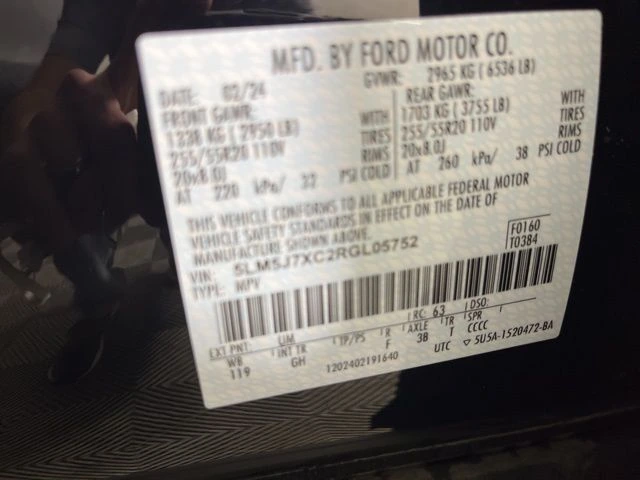 MFD. BY FORD MOTOR CO.
DATE: 02/24 GVWR: 2965 KG ( 6536 LB)
FRONT GAWR: REAR GAWR:
1338 KG ( 2950 LB) WITH 1703 KG ( 3755 LB) WITH
255/55R20 110V TIRES 255/55R20 110V TIRES
20x8.0J RIMS 20x8.0J RIMS
AT 220 kPa/ 32 PSI COLD AT 260 kPa/ 38 PSI COLD
THIS VEHICLE CONFORMS TO ALL APPLICABLE FEDERAL MOTOR
VEHICLE SAFETY STANDARDS IN EFFECT ON THE DATE OF
MANUFACTURE SHOWN ABOVE.
VIN: 5LM5J7XC2RGL05752 F0160
TYPE: MPV T0384
EXT PNT: UM RC: 63 DSO:
WB INT TR TP/PS R AXLE TR SPR
119 GH F 3B T CCCC
1202402191640 UTC ▽ 5U5A-1520472-BA